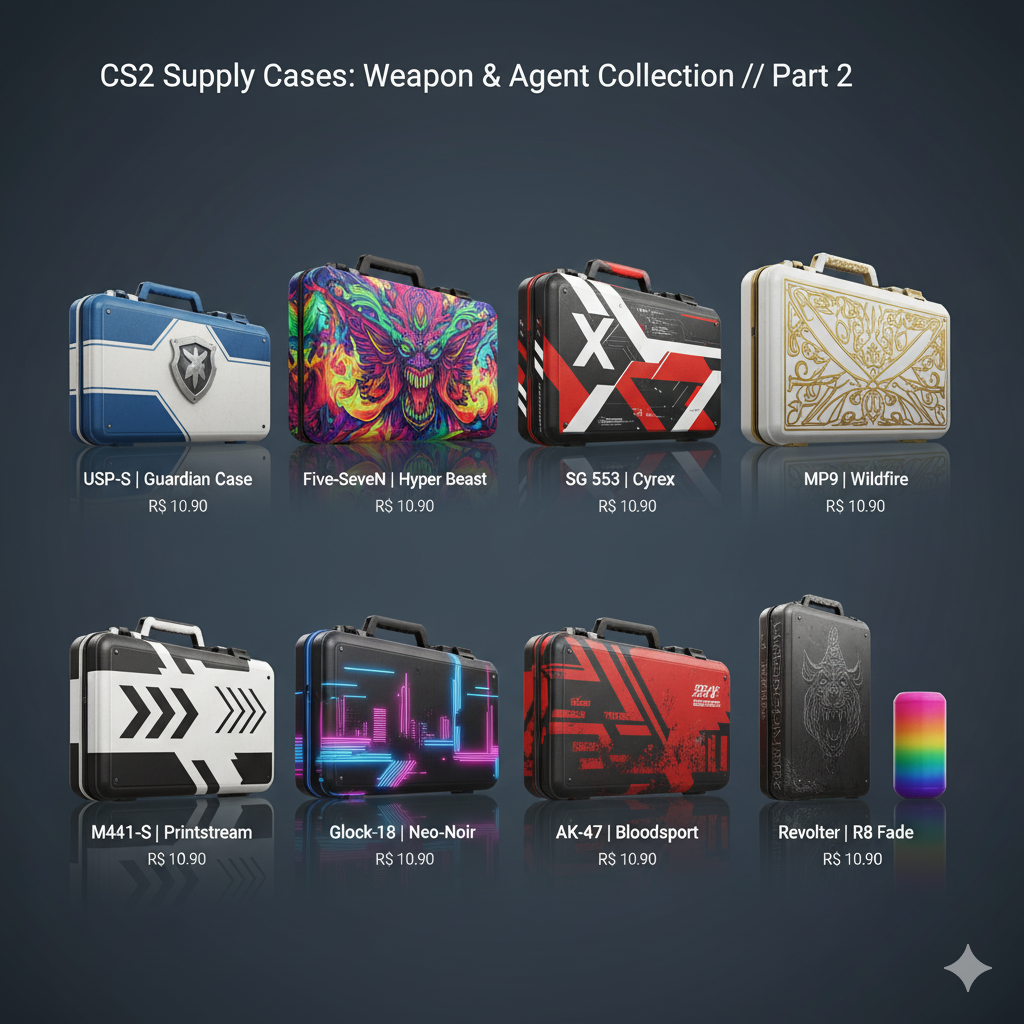 CS2 Supply Cases: Weapon & Agent Collection // Part 2
X
USP-S | Guardian Case
R$ 10.90
Five-SeveN | Hyper Beast
R$ 10.90
SG 553 | Cyrex
R$ 10.90
MP9 | Wildfire
R$ 10.90
M441-S | Printstream
R$ 10.90
Glock-18 | Neo-Noir
R$ 10.90
AK-47 | Bloodsport
R$ 10.90
Revolter | R8 Fade
R$ 10.90